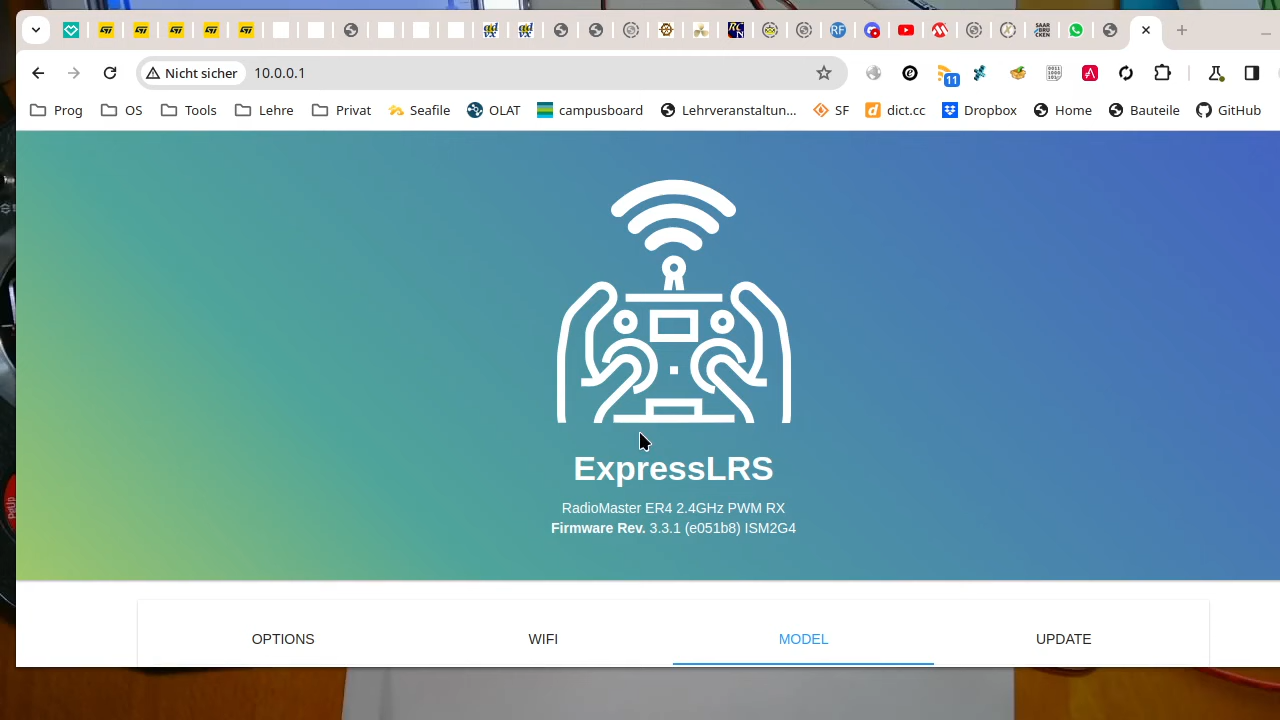 Nicht sicher 10.0.0.1
11
Prog OS Tools Lehre Privat Seafile OLAT campusboard Lehrveranstaltun... SF dict.cc Dropbox Home Bauteile GitHub
ExpressLRS
RadioMaster ER4 2.4GHz PWM RX
Firmware Rev. 3.3.1 (e051b8) ISM2G4
OPTIONS WIFI MODEL UPDATE